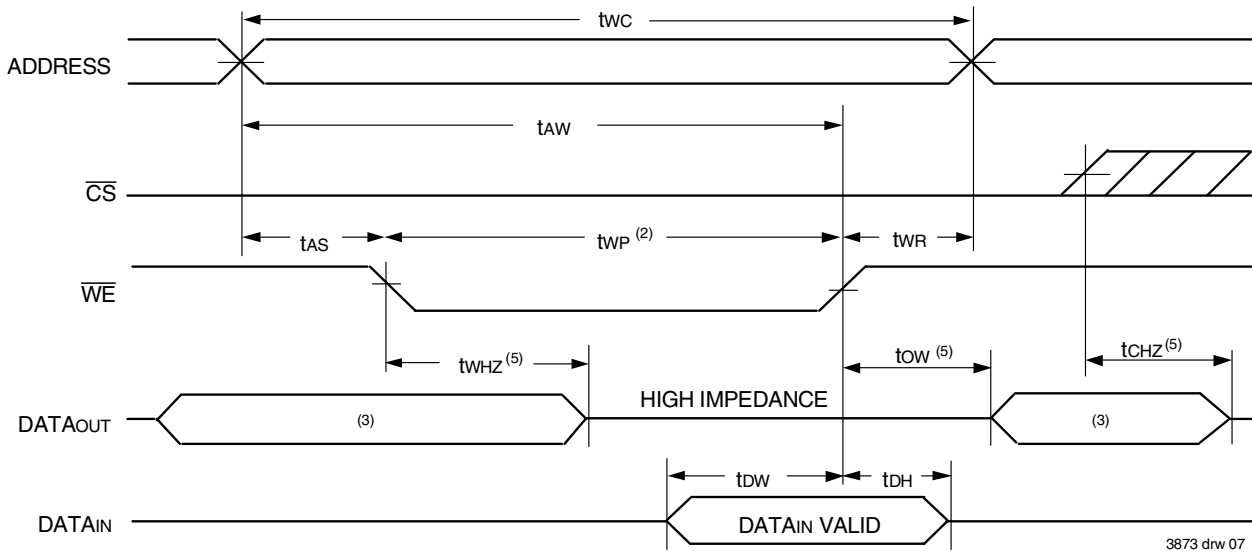 tWC
ADDRESS
tAW
CS
tAS
tWP (2)
tWR
WE
tWHZ (5)
tOW (5)
tCHZ (5)
DATAOUT
(3)
HIGH IMPEDANCE
(3)
tDW
tDH
DATAIN
DATAIN VALID
3873 drw 07